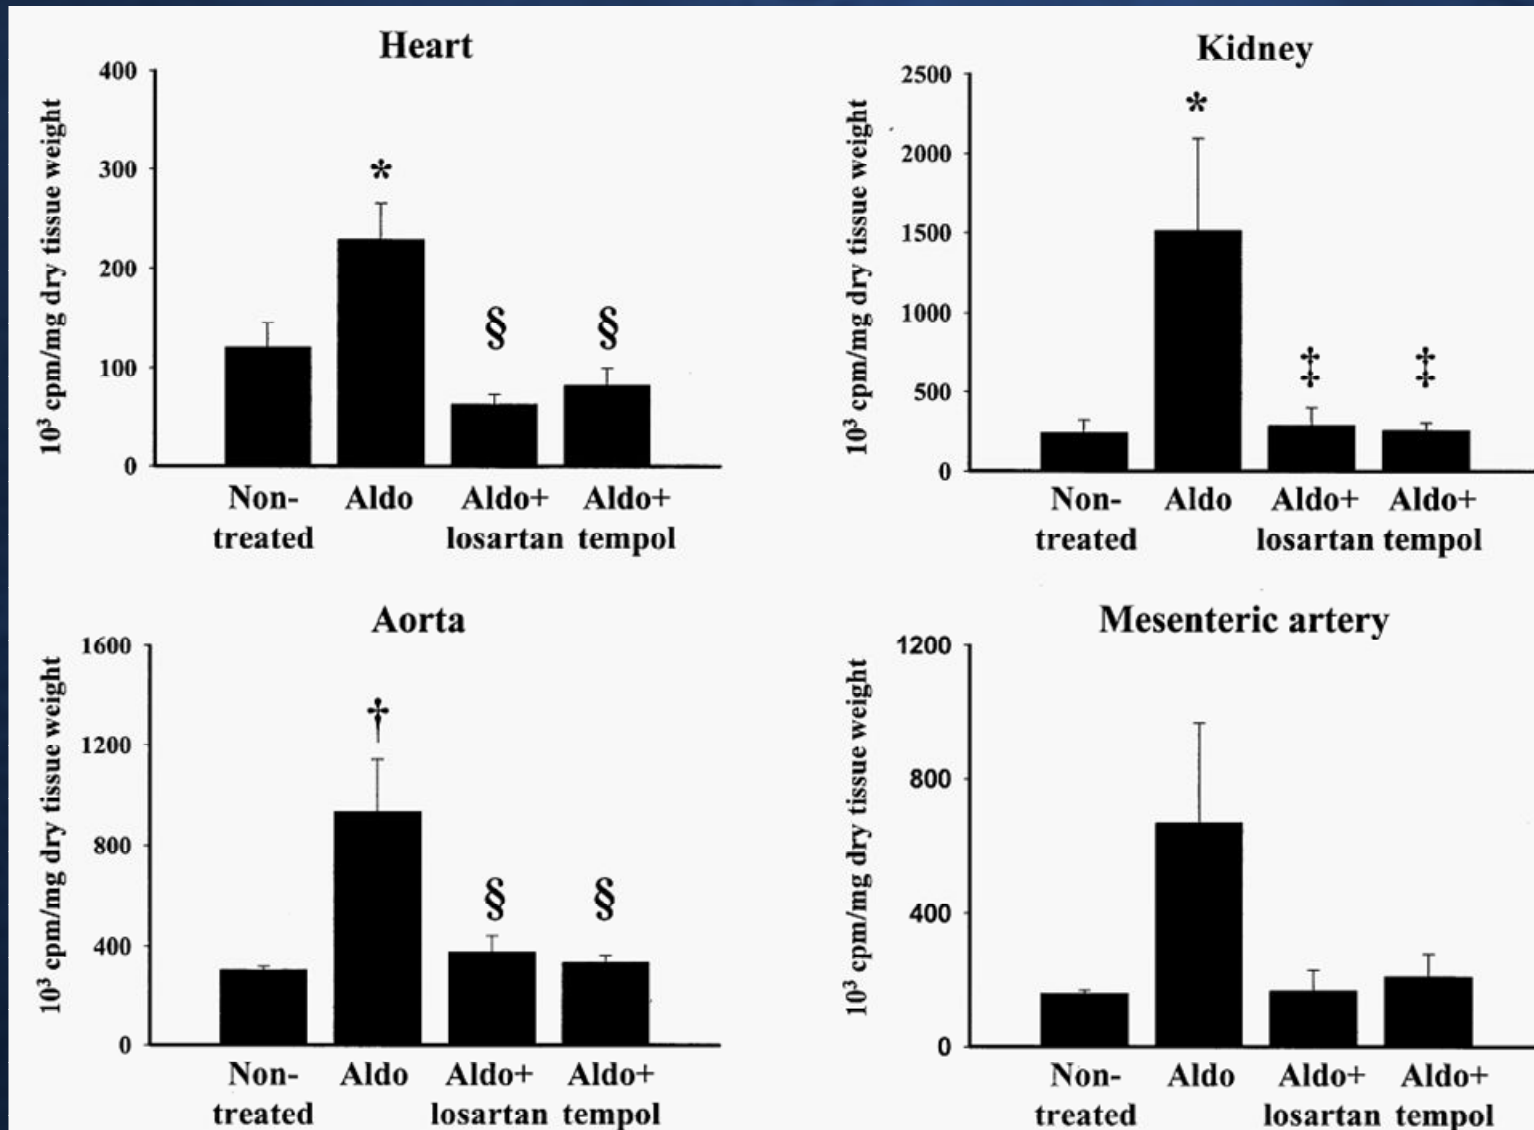 Heart
10³ cpm/mg dry tissue weight
400
300
200
100
0
*
§ §
Non-treated
Aldo
Aldo+ losartan
Aldo+ tempol
Kidney
10³ cpm/mg dry tissue weight
2500
2000
1500
1000
500
0
*
‡ ‡
Non-treated
Aldo
Aldo+ losartan
Aldo+ tempol
Aorta
10³ cpm/mg dry tissue weight
1600
1200
800
400
0
†
§ §
Non-treated
Aldo
Aldo+ losartan
Aldo+ tempol
Mesenteric artery
10³ cpm/mg dry tissue weight
1200
800
400
0
Non-treated
Aldo
Aldo+ losartan
Aldo+ tempol